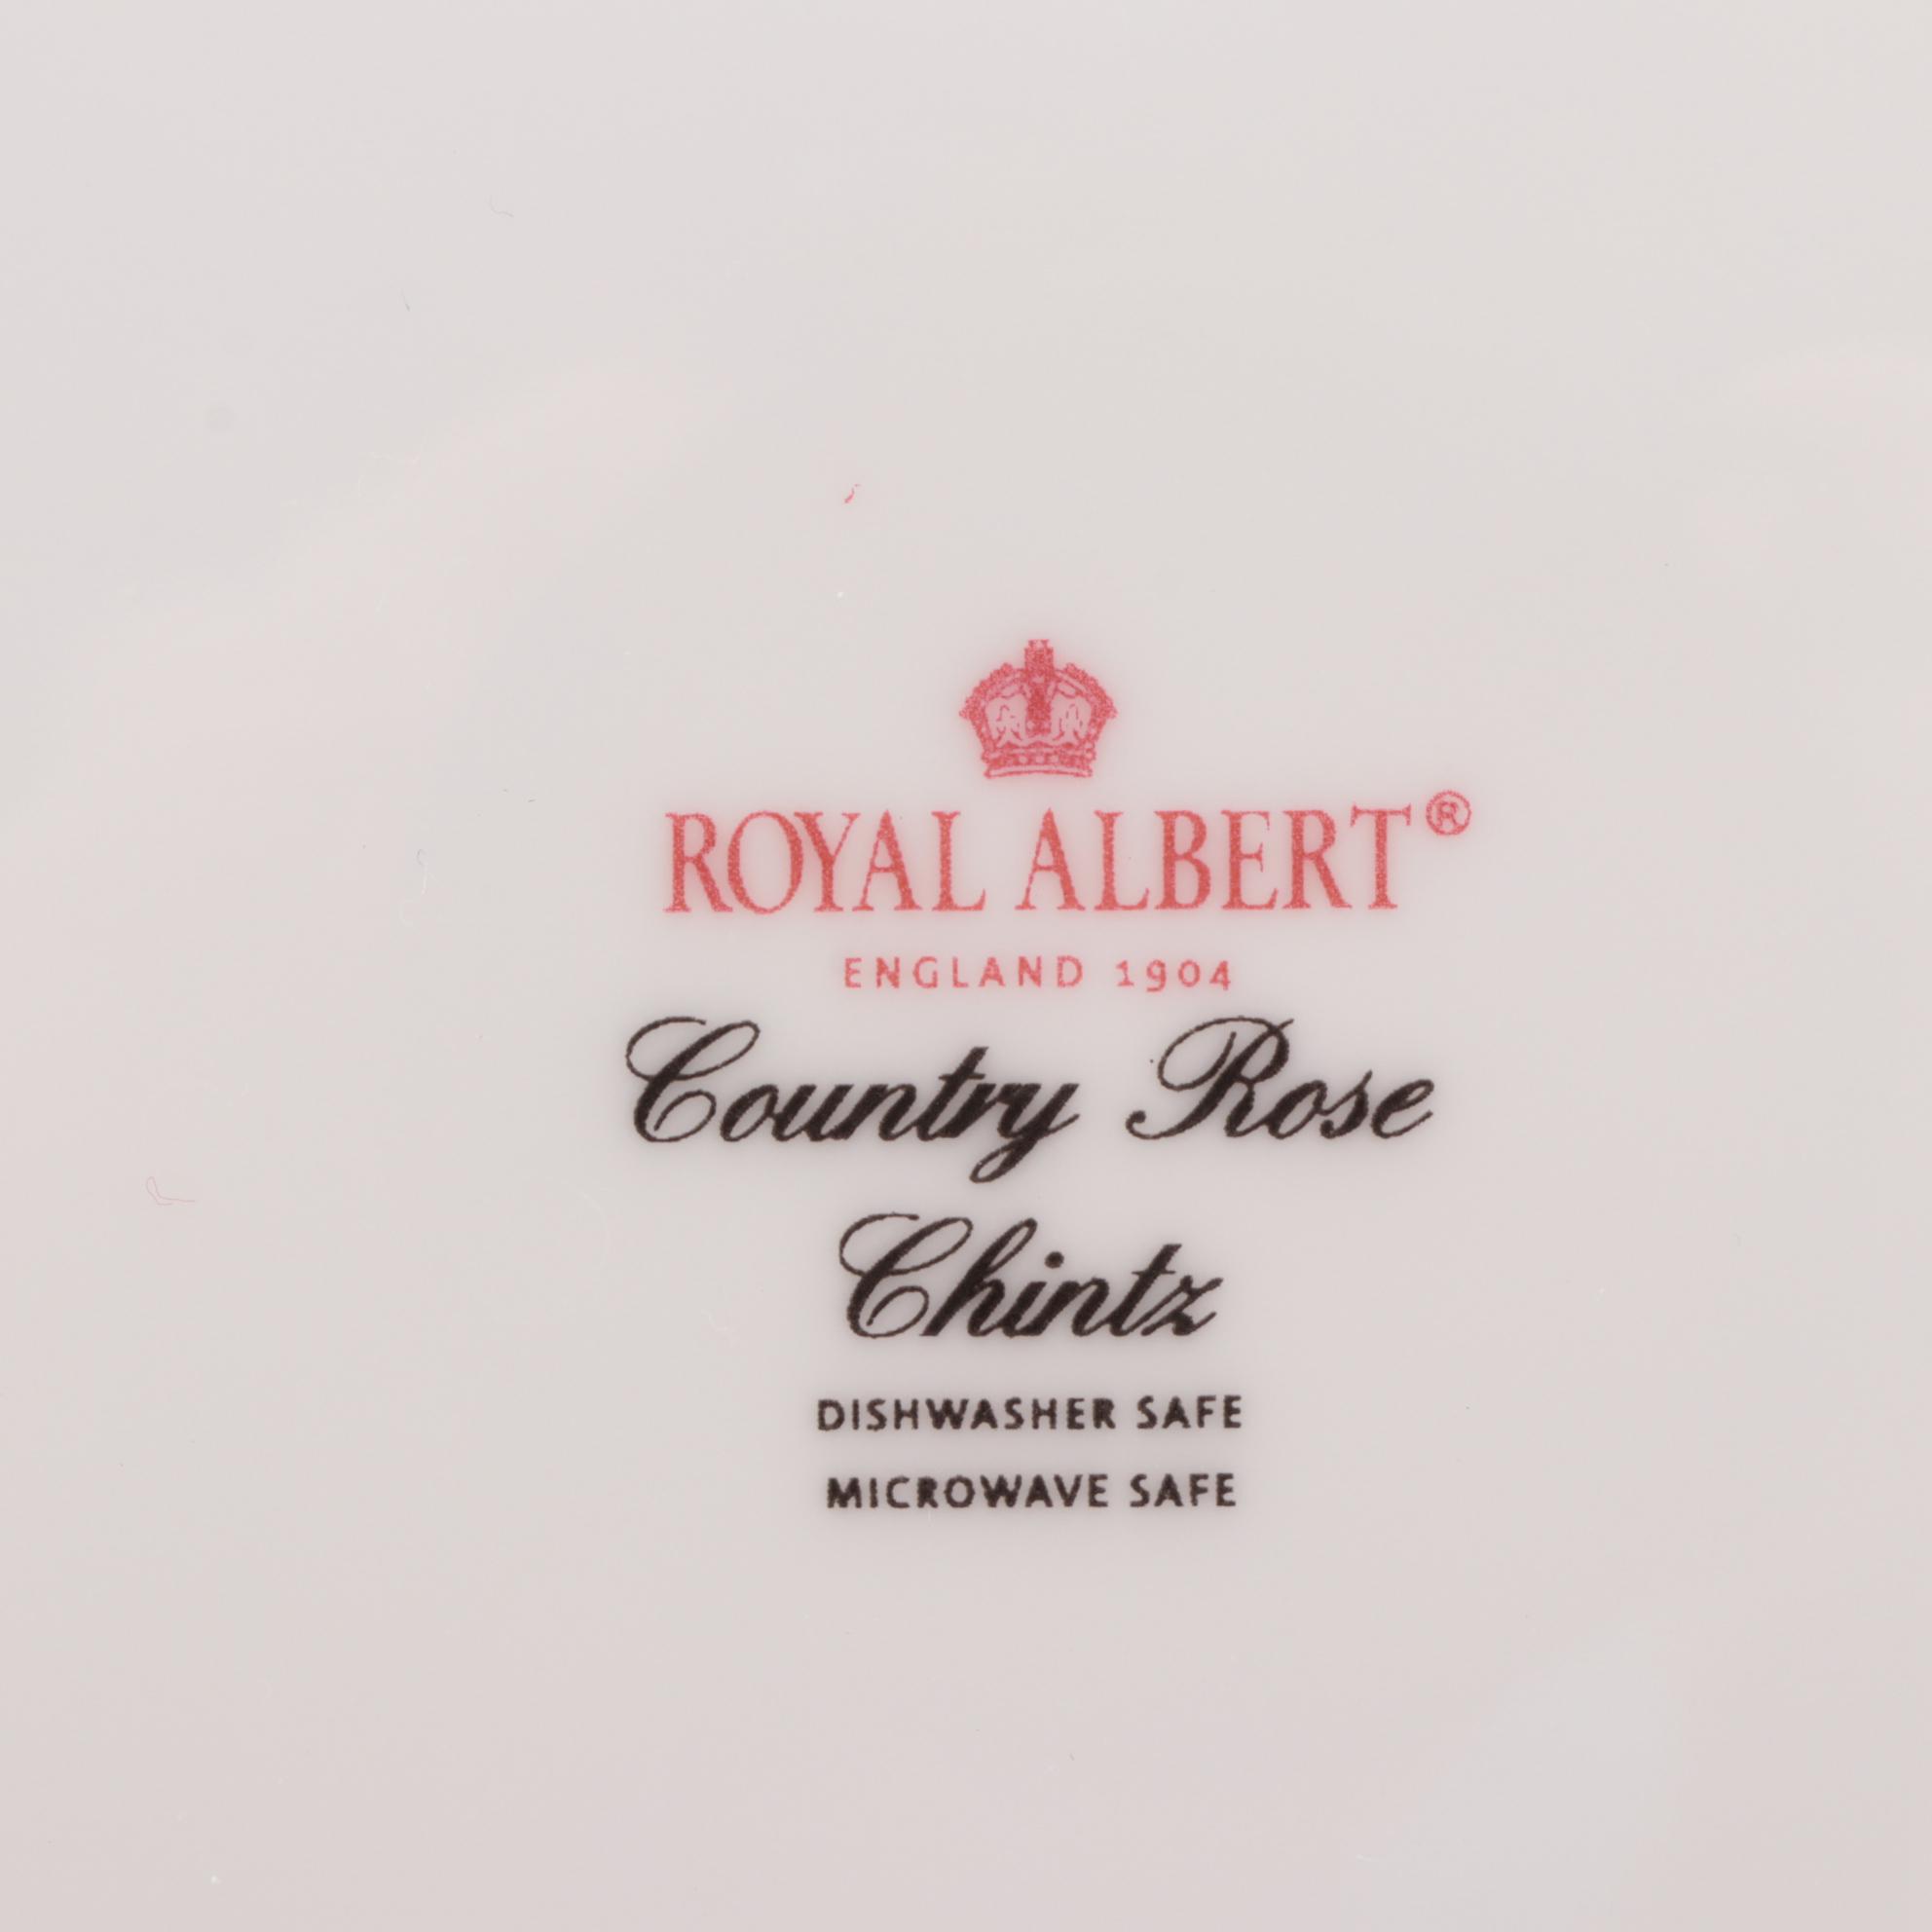 ROYAL ALBERT®
ENGLAND 1904
Country Rose
Chintz
DISHWASHER SAFE
MICROWAVE SAFE